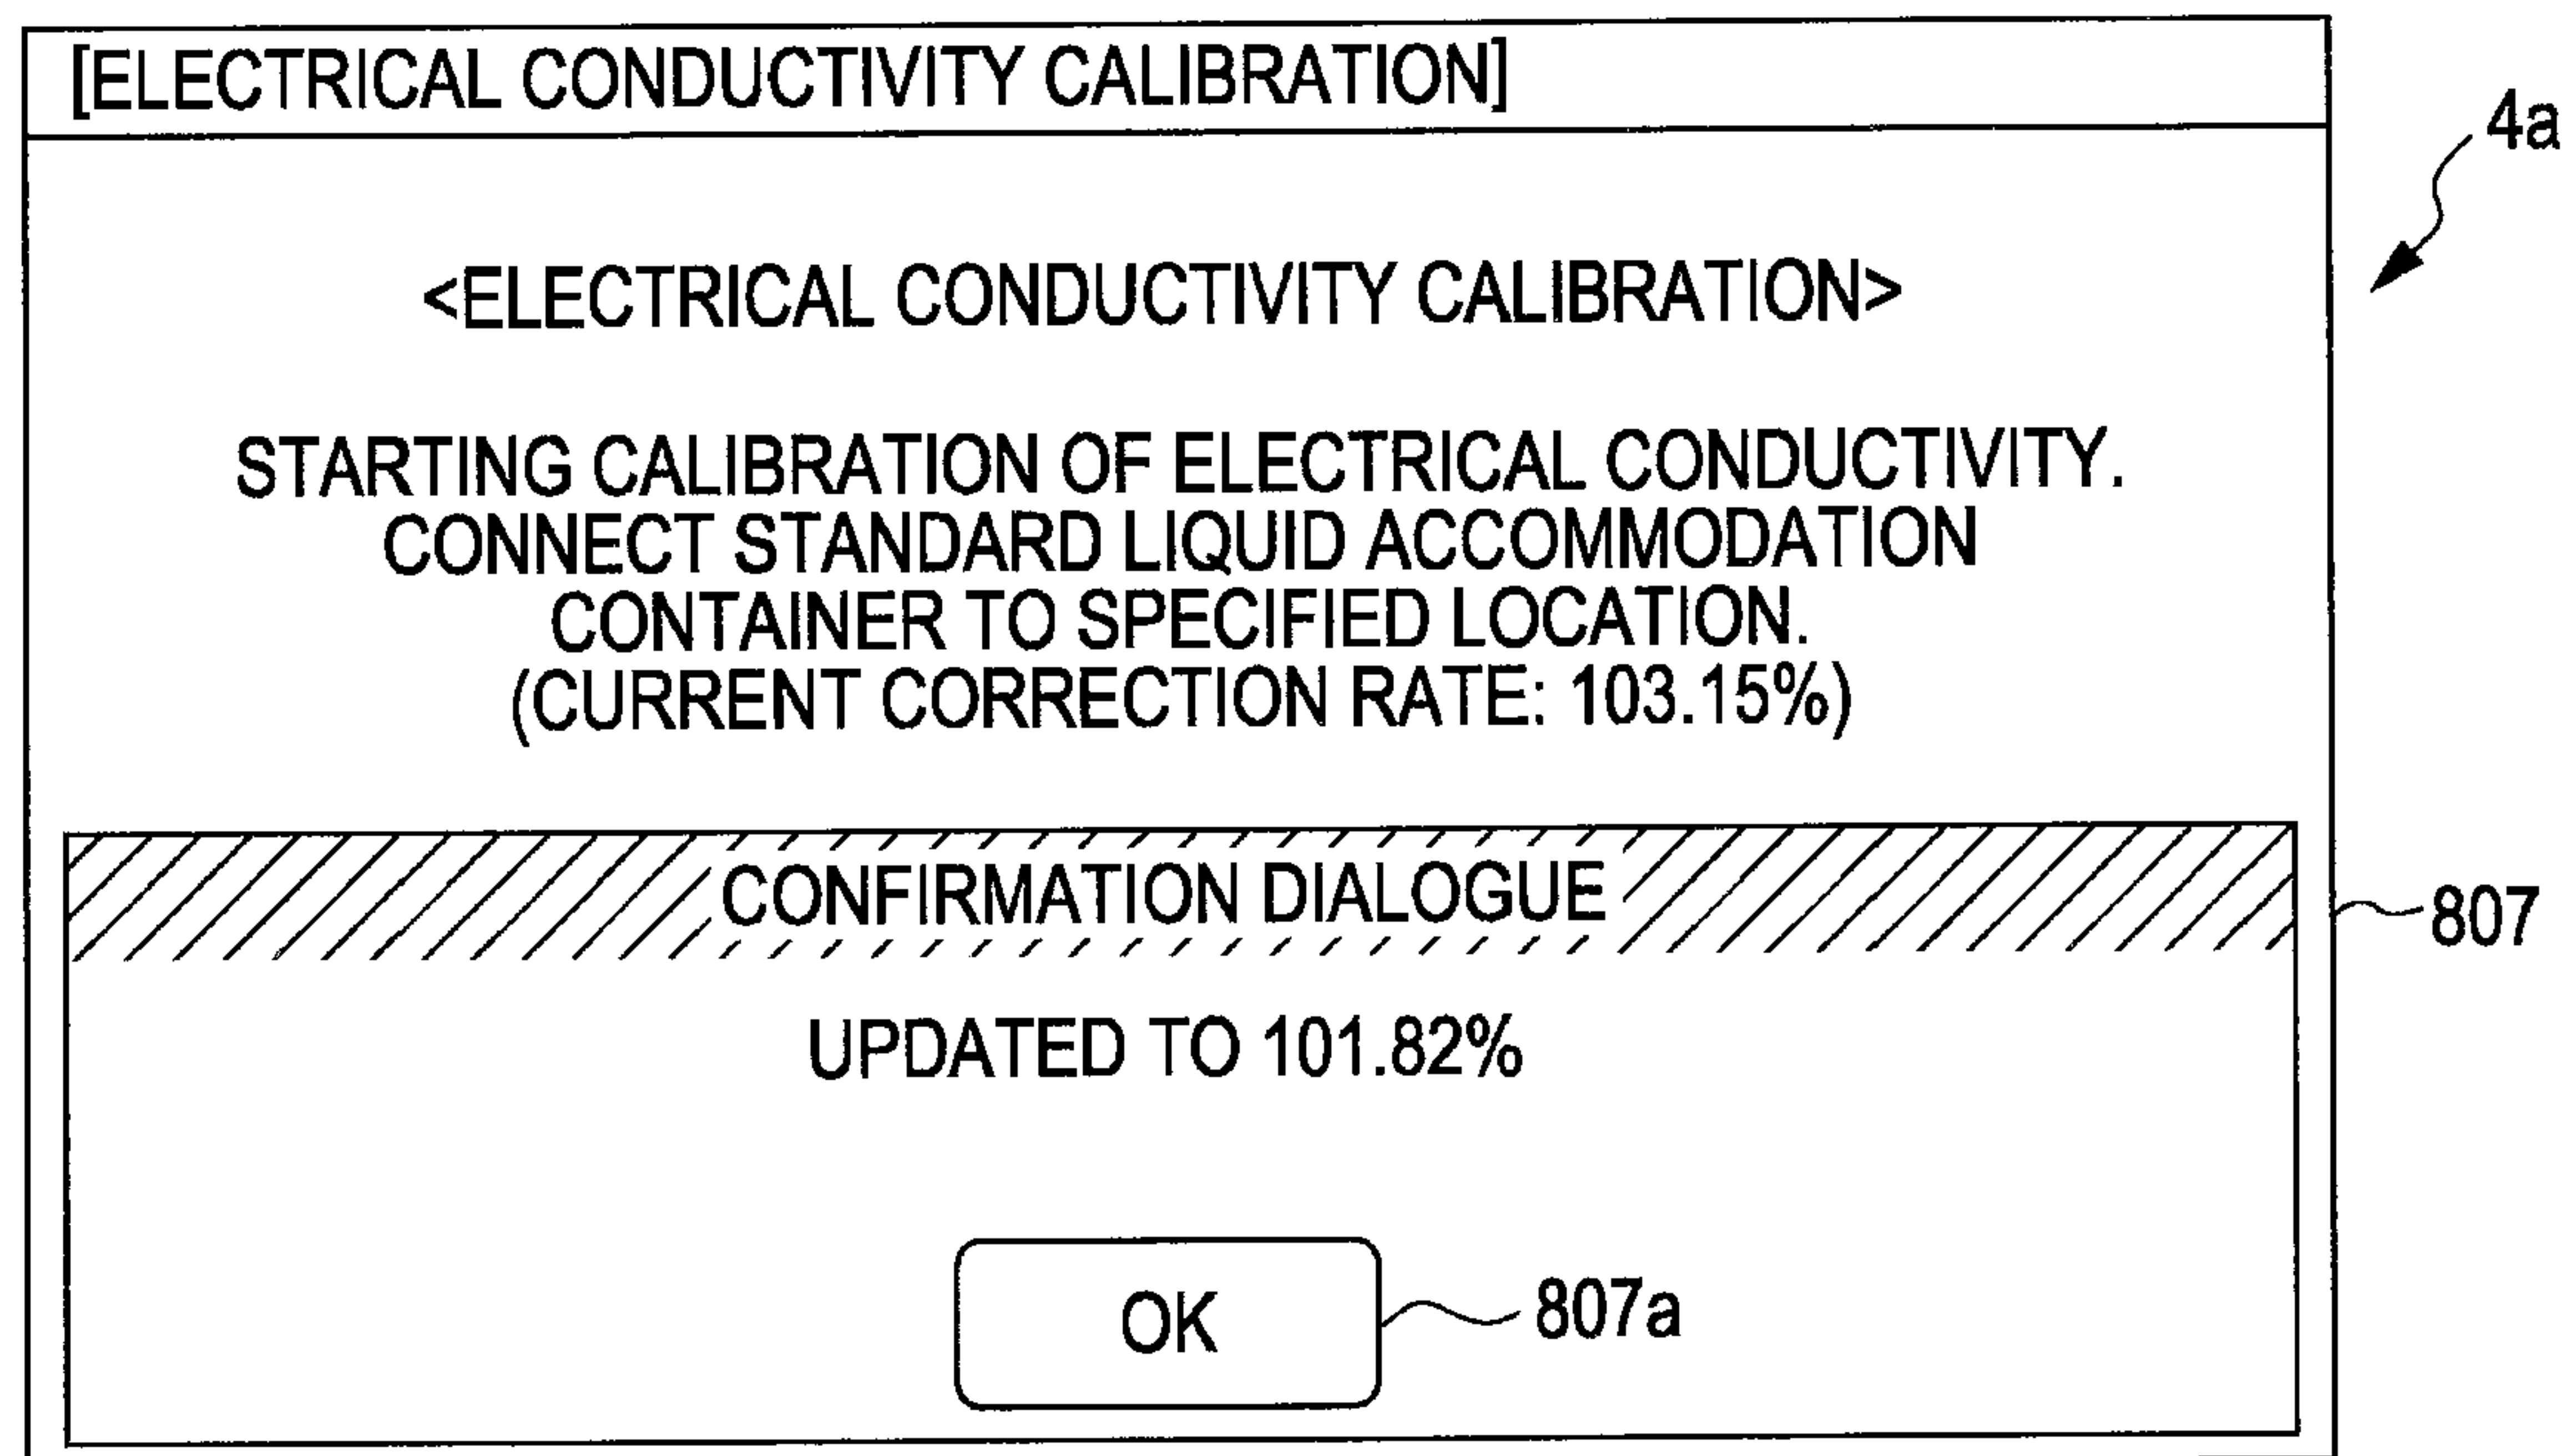 [ELECTRICAL CONDUCTIVITY CALIBRATION]
4a
<ELECTRICAL CONDUCTIVITY CALIBRATION>
STARTING CALIBRATION OF ELECTRICAL CONDUCTIVITY.
CONNECT STANDARD LIQUID ACCOMMODATION
CONTAINER TO SPECIFIED LOCATION.
(CURRENT CORRECTION RATE: 103.15%)
CONFIRMATION DIALOGUE
807
UPDATED TO 101.82%
OK
807a